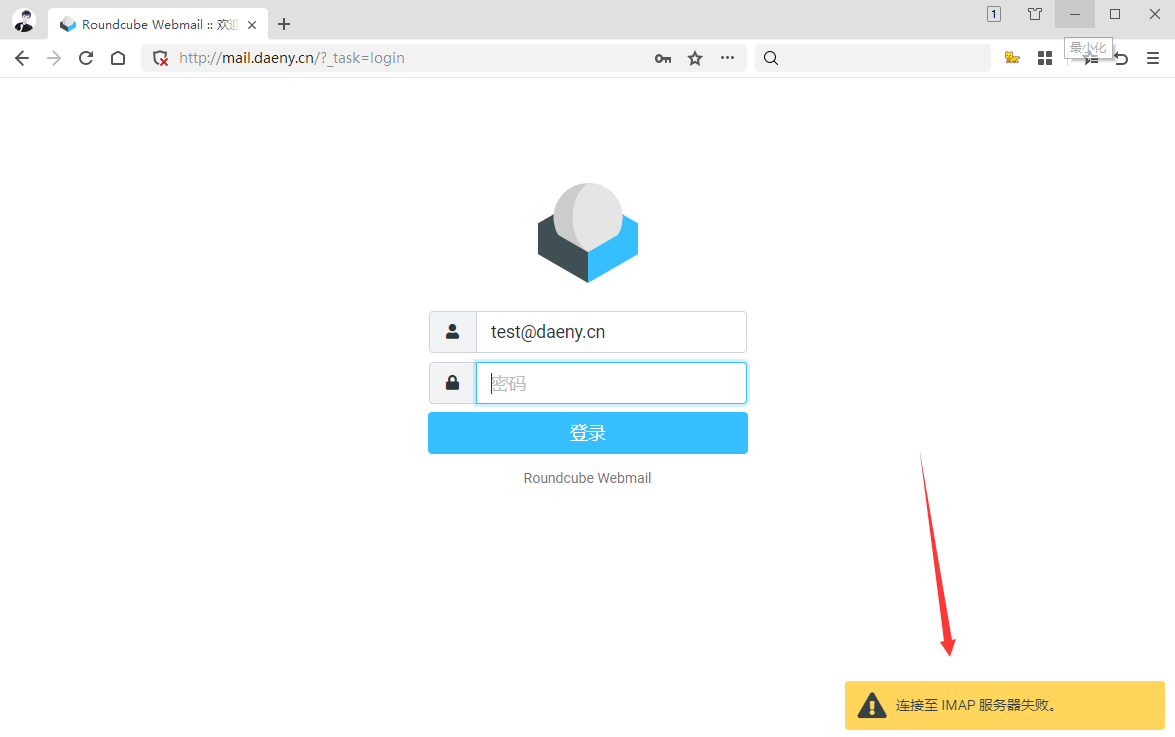 Roundcube Webmail :: 欢迎
1
http://mail.daeny.cn/?_task=login
最小化
test@daeny.cn
密码
登录
Roundcube Webmail
连接至 IMAP 服务器失败。